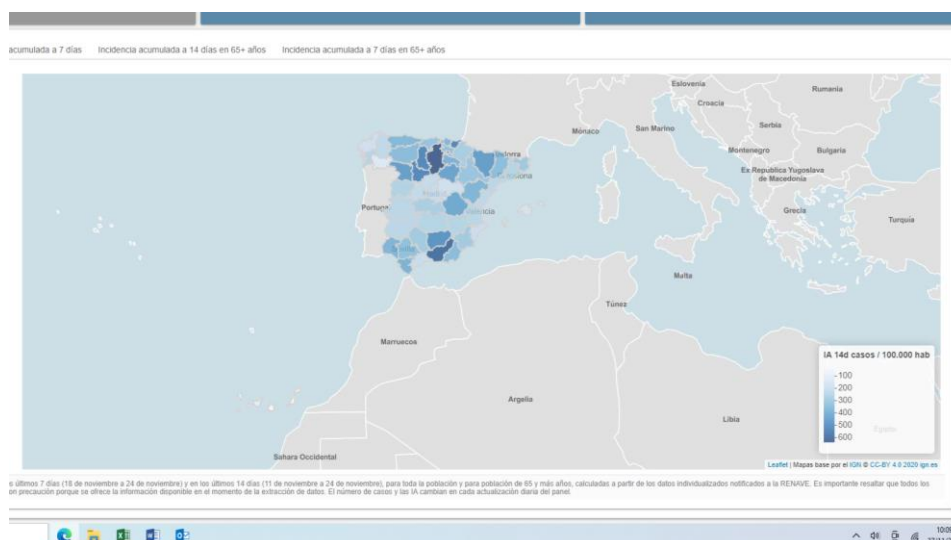 acumulada a 7 días Incidencia acumulada a 14 días en 65+ años Incidencia acumulada a 7 días en 65+ años
Eslovenia
Rumania
Croacia
Mónaco
San Marino
Serbia
Montenegro
Bulgaria
Andorra
Ex República Yugoslava
de Macedonia
Barcelona
Madrid
Portugal
Valencia
Grecia
Turquía
Malta
Túnez
Marruecos
IA 14d casos / 100.000 hab
100
200
300
400
500
600
Argelia
Libia
Egipto
Sahara Occidental
Leaflet | Mapas base por el IGN © CC-BY 4.0 2020 ign.es
s últimos 7 días (18 de noviembre a 24 de noviembre) y en los últimos 14 días (11 de noviembre a 24 de noviembre), para toda la población y para población de 65 y más años, calculadas a partir de los datos individualizados notificados a la RENAVE. Es importante resaltar que todos los
on precaución porque se ofrece la información disponible en el momento de la extracción de datos. El número de casos y las IA cambian en cada actualización diaria del panel.
10:09